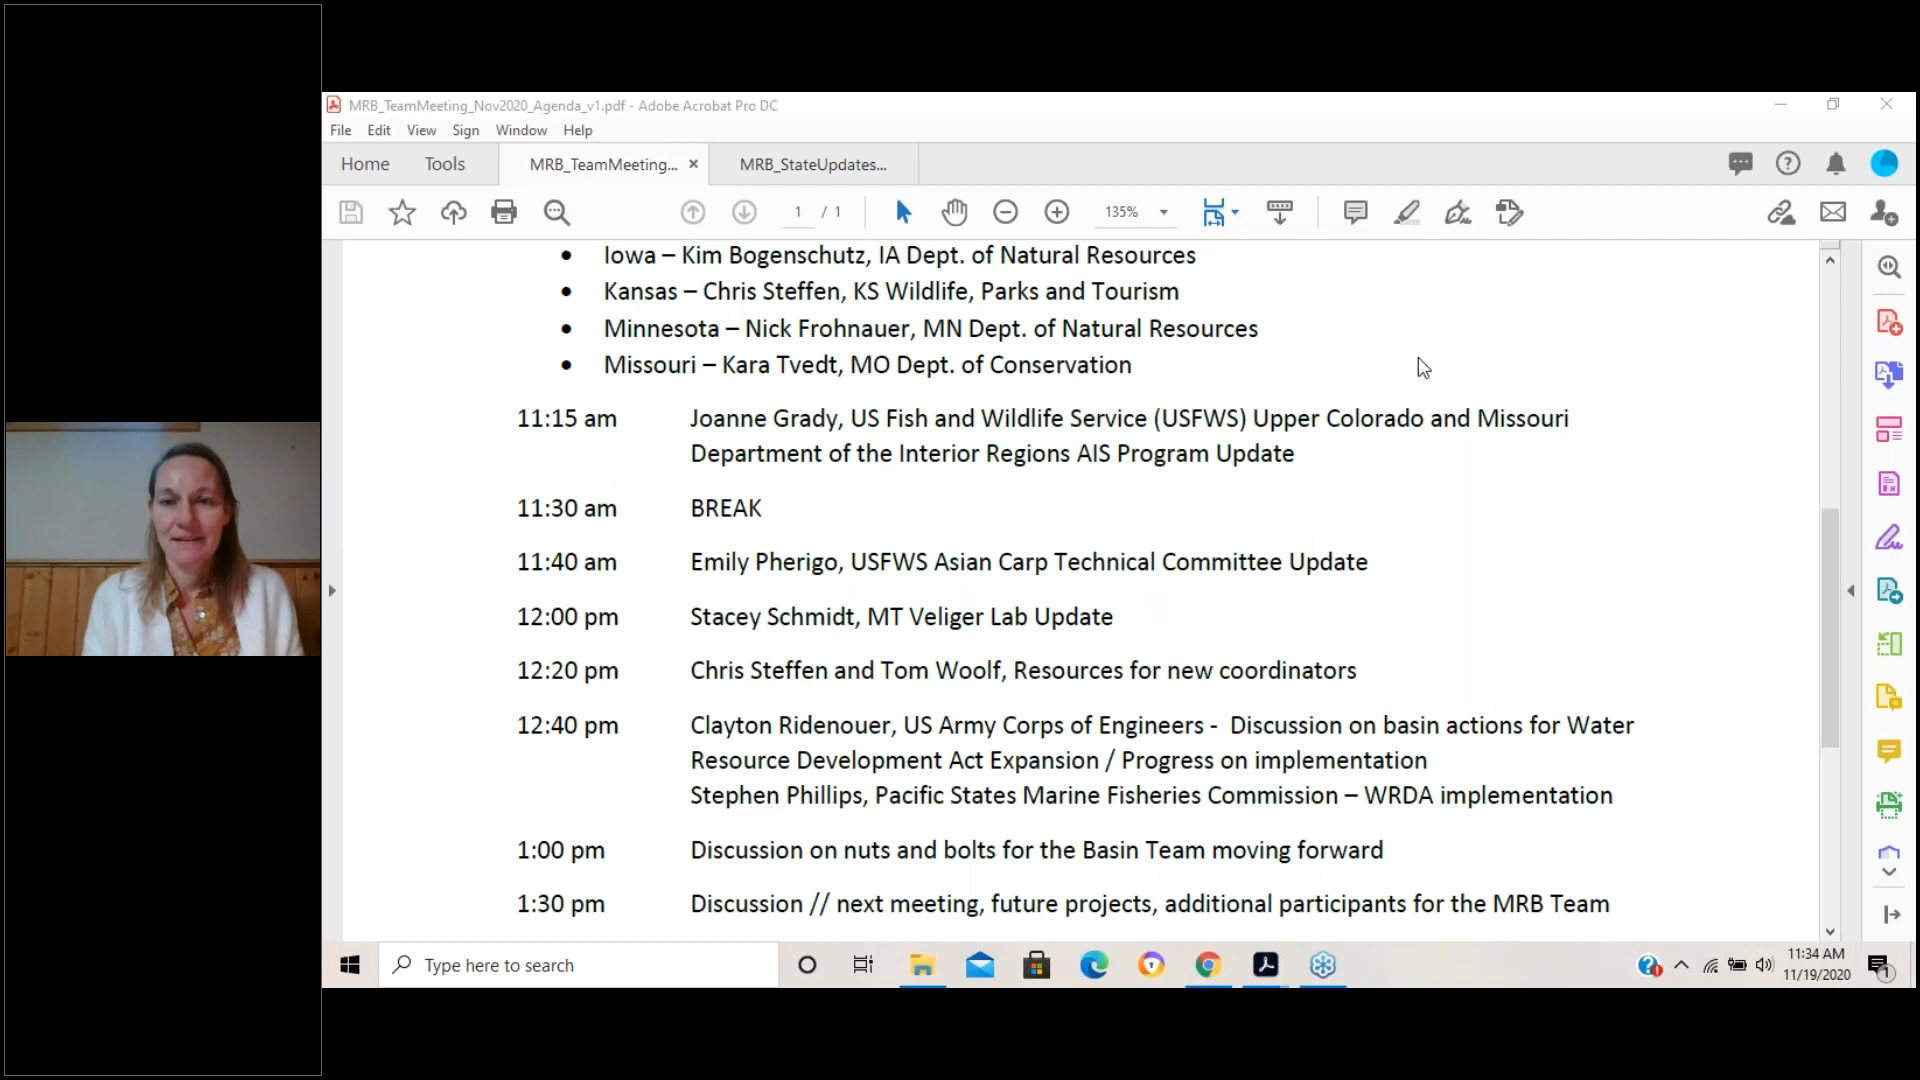 MRB_TeamMeeting_Nov2020_Agenda_v1.pdf - Adobe Acrobat Pro DC
File Edit View Sign Window Help
Home Tools MRB_TeamMeeting... × MRB_StateUpdates...
1 / 1 135%
• Iowa – Kim Bogenschutz, IA Dept. of Natural Resources
• Kansas – Chris Steffen, KS Wildlife, Parks and Tourism
• Minnesota – Nick Frohnauer, MN Dept. of Natural Resources
• Missouri – Kara Tvedt, MO Dept. of Conservation
11:15 am Joanne Grady, US Fish and Wildlife Service (USFWS) Upper Colorado and Missouri
Department of the Interior Regions AIS Program Update
11:30 am BREAK
11:40 am Emily Pherigo, USFWS Asian Carp Technical Committee Update
12:00 pm Stacey Schmidt, MT Veliger Lab Update
12:20 pm Chris Steffen and Tom Woolf, Resources for new coordinators
12:40 pm Clayton Ridenouer, US Army Corps of Engineers - Discussion on basin actions for Water
Resource Development Act Expansion / Progress on implementation
Stephen Phillips, Pacific States Marine Fisheries Commission – WRDA implementation
1:00 pm Discussion on nuts and bolts for the Basin Team moving forward
1:30 pm Discussion // next meeting, future projects, additional participants for the MRB Team
Type here to search
11:34 AM
11/19/2020
1